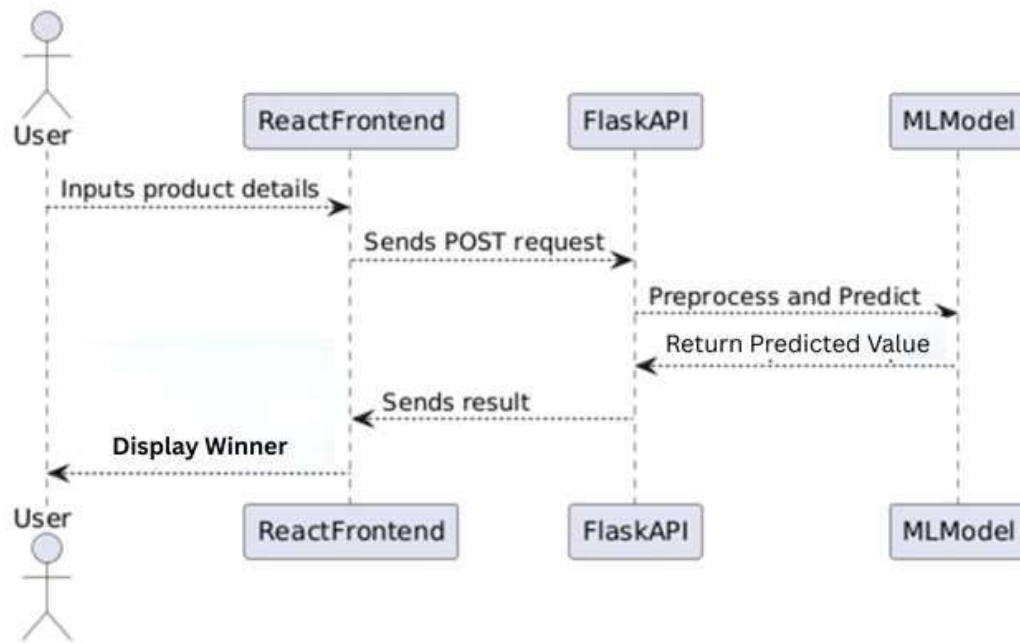 User
ReactFrontend
FlaskAPI
MLModel
Inputs product details
Sends POST request
Preprocess and Predict
Return Predicted Value
Sends result
Display Winner
User
ReactFrontend
FlaskAPI
MLModel